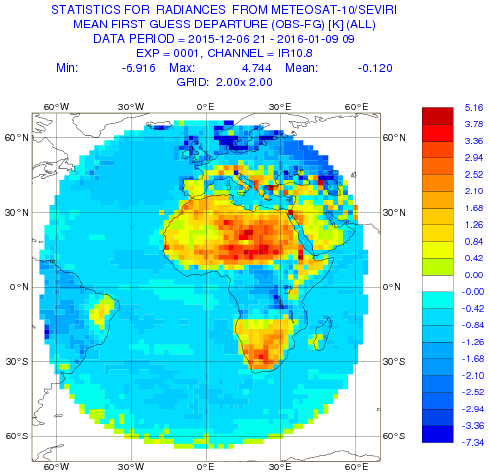 STATISTICS FOR RADIANCES FROM METEOSAT-10/SEVIRI
MEAN FIRST GUESS DEPARTURE (OBS-FG) [K] (ALL)
DATA PERIOD = 2015-12-06 21 - 2016-01-09 09
EXP = 0001, CHANNEL = IR10.8
Min: -6.916 Max: 4.744 Mean: -0.120
GRID: 2.00x 2.00
60°W 30°W 0°E 30°E 60°E
60°N 60°N
30°N 30°N
0°N 0°N
30°S 30°S
60°S 60°S
60°W 30°W 0°E 30°E 60°E
5.16
3.78
3.36
2.94
2.52
2.10
1.68
1.26
0.84
0.42
0.00
-0.00
-0.42
-0.84
-1.26
-1.68
-2.10
-2.52
-2.94
-3.36
-7.34